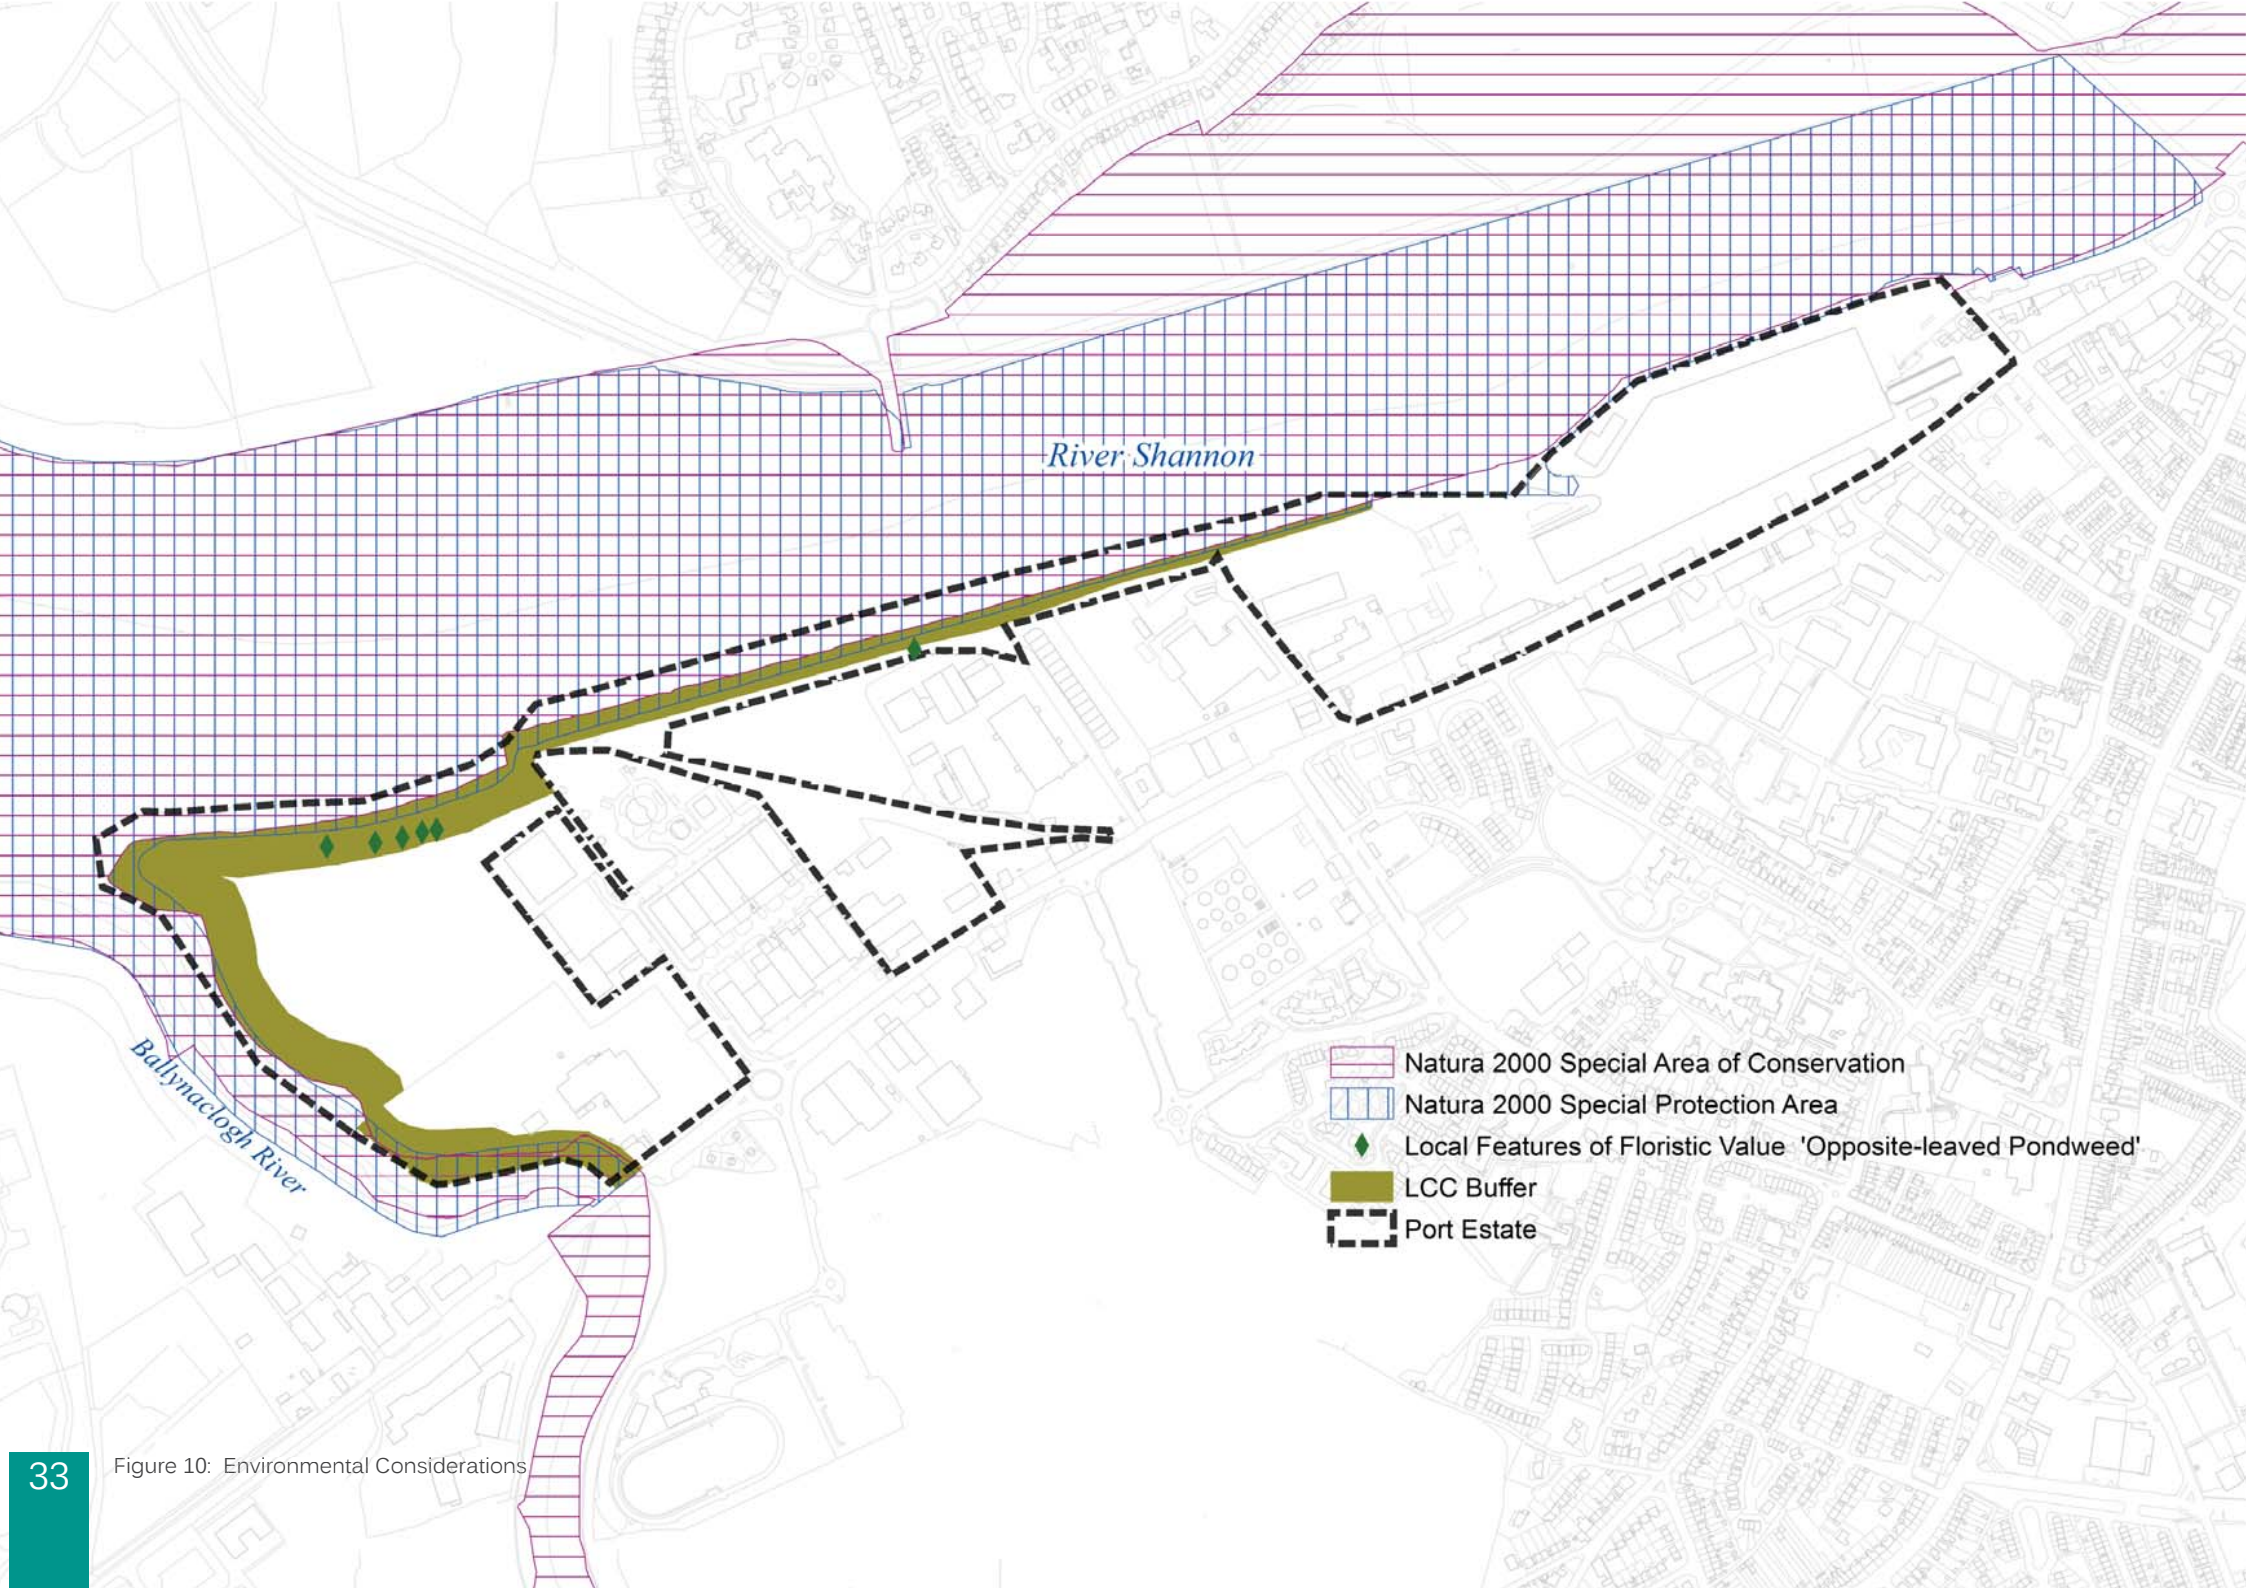 River Shannon
Ballynaclogh River
Natura 2000 Special Area of Conservation
Natura 2000 Special Protection Area
Local Features of Floristic Value 'Opposite-leaved Pondweed'
LCC Buffer
Port Estate
33
Figure 10: Environmental Considerations